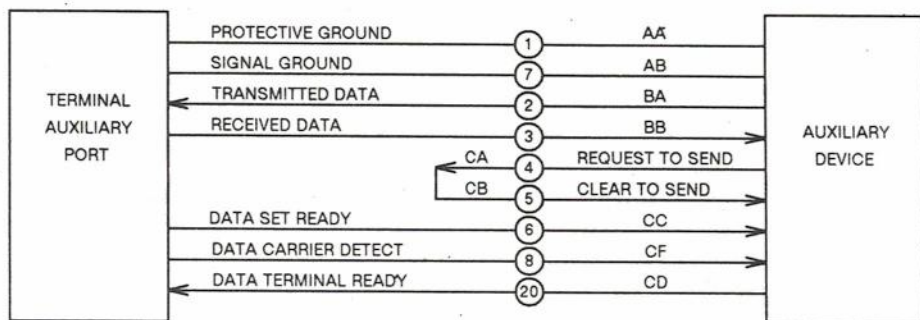 TERMINAL
AUXILIARY
PORT
PROTECTIVE GROUND 1 AA
SIGNAL GROUND 7 AB
TRANSMITTED DATA 2 BA
RECEIVED DATA 3 BB
CA 4 REQUEST TO SEND
CB 5 CLEAR TO SEND
DATA SET READY 6 CC
DATA CARRIER DETECT 8 CF
DATA TERMINAL READY 20 CD
AUXILIARY
DEVICE